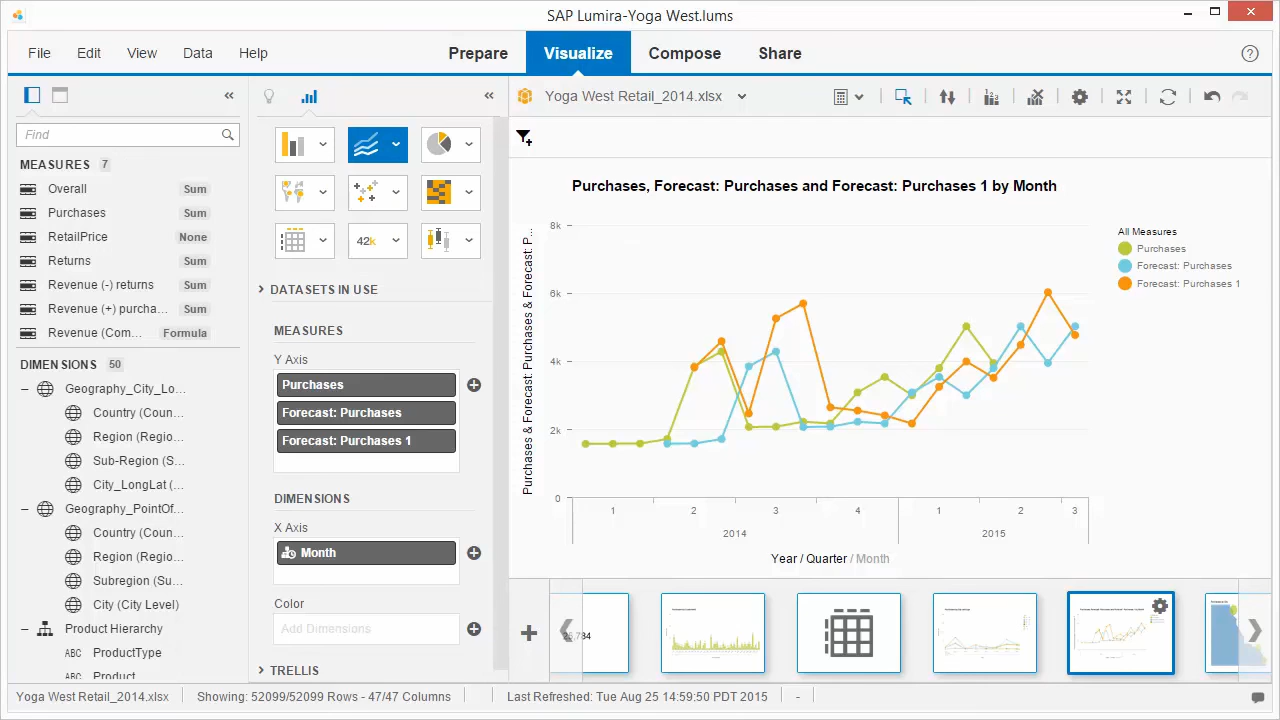 SAP Lumira-Yoga West.lums
File Edit View Data Help Prepare Visualize Compose Share ?
Yoga West Retail_2014.xlsx
Find
MEASURES 7
Overall Sum
Purchases Sum
RetailPrice None
Returns Sum
Revenue (-) returns Sum
Revenue (+) purcha... Sum
Revenue (Com... Formula
DIMENSIONS 50
Geography_City_Lo...
Country (Coun...
Region (Regio...
Sub-Region (S...
City_LongLat (...
Geography_PointOf...
Country (Coun...
Region (Regio...
Subregion (Su...
City (City Level)
Product Hierarchy
ABC ProductType
ABC Product
42k
DATASETS IN USE
MEASURES
Y Axis
Purchases
Forecast: Purchases
Forecast: Purchases 1
DIMENSIONS
X Axis
Month
Color
Add Dimensions
TRELLIS
Purchases, Forecast: Purchases and Forecast: Purchases 1 by Month
Purchases & Forecast: Purchases & Forecast: P...
8k
6k
4k
2k
0
1 2 3 4 1 2 3
2014 2015
Year / Quarter / Month
All Measures
Purchases
Forecast: Purchases
Forecast: Purchases 1
Yoga West Retail_2014.xlsx Showing: 52099/52099 Rows - 47/47 Columns Last Refreshed: Tue Aug 25 14:59:50 PDT 2015 -